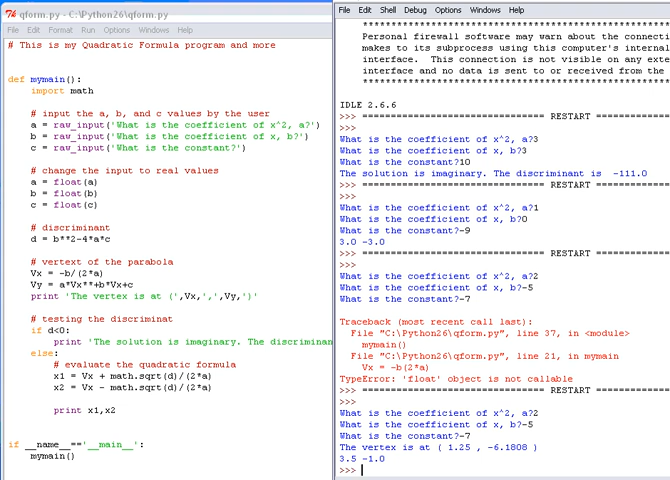 qform.py - C:\Python26\qform.py
File Edit Format Run Options Windows Help
# This is my Quadratic Formula program and more
def mymain():
import math
# input the a, b, and c values by the user
a = raw_input('What is the coefficient of x^2, a?')
b = raw_input('What is the coefficient of x, b?')
c = raw_input('What is the constant?')
# change the input to real values
a = float(a)
b = float(b)
c = float(c)
# discriminant
d = b**2-4*a*c
# vertext of the parabola
Vx = -b/(2*a)
Vy = a*Vx**+b*Vx+c
print 'The vertex is at (',Vx,',',Vy,')'
# testing the discriminat
if d<0:
print 'The solution is imaginary. The discriminan
else:
# evaluate the quadratic formula
x1 = Vx + math.sqrt(d)/(2*a)
x2 = Vx - math.sqrt(d)/(2*a)
print x1,x2
if __name__=='__main__':
mymain()
File Edit Shell Debug Options Windows Help
****************************************************
Personal firewall software may warn about the connecti
makes to its subprocess using this computer's internal
interface. This connection is not visible on any exte
interface and no data is sent to or received from the
****************************************************
IDLE 2.6.6
>>> ================================ RESTART ============
>>>
What is the coefficient of x^2, a?3
What is the coefficient of x, b?3
What is the constant?10
The solution is imaginary. The discriminant is -111.0
>>> ================================ RESTART ============
>>>
What is the coefficient of x^2, a?1
What is the coefficient of x, b?0
What is the constant?-9
3.0 -3.0
>>> ================================ RESTART ============
>>>
What is the coefficient of x^2, a?2
What is the coefficient of x, b?-5
What is the constant?-7
Traceback (most recent call last):
File "C:\Python26\qform.py", line 37, in <module>
mymain()
File "C:\Python26\qform.py", line 21, in mymain
Vx = -b(2*a)
TypeError: 'float' object is not callable
>>> ================================ RESTART ============
>>>
What is the coefficient of x^2, a?2
What is the coefficient of x, b?-5
What is the constant?-7
The vertex is at ( 1.25 , -6.1808 )
3.5 -1.0
>>>